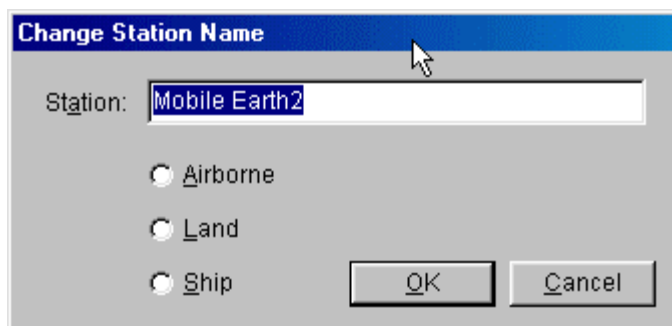 Change Station Name
Station: Mobile Earth2
Airborne
Land
Ship OK Cancel